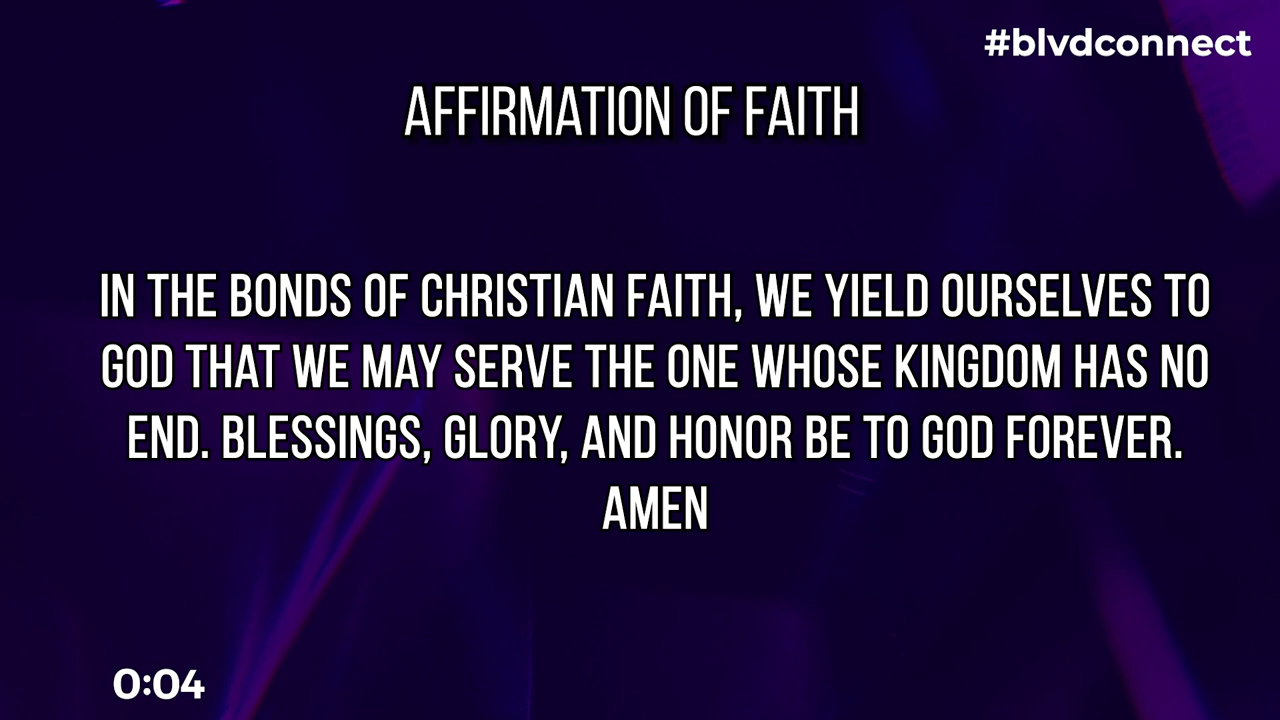 #blvdconnect
AFFIRMATION OF FAITH
IN THE BONDS OF CHRISTIAN FAITH, WE YIELD OURSELVES TO
GOD THAT WE MAY SERVE THE ONE WHOSE KINGDOM HAS NO
END. BLESSINGS, GLORY, AND HONOR BE TO GOD FOREVER.
AMEN
0:04